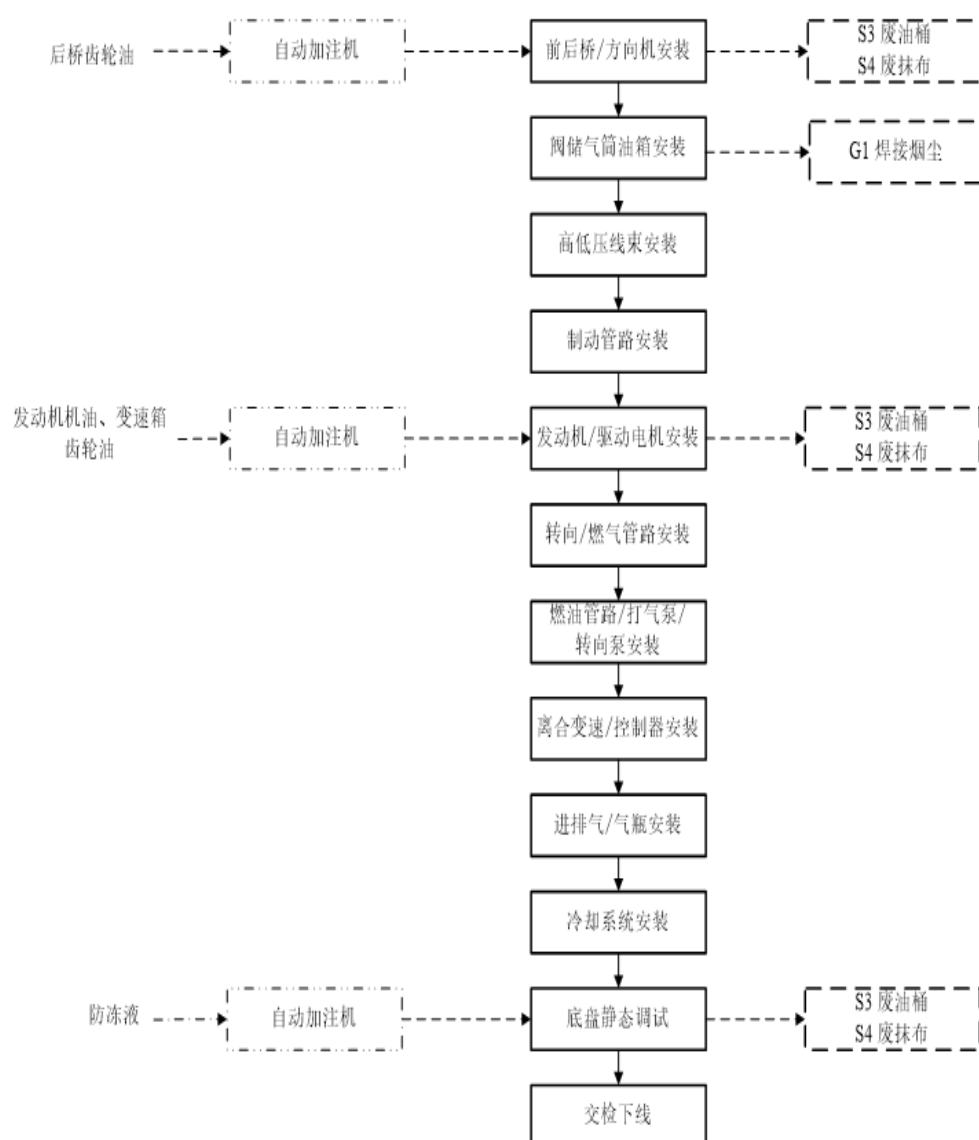 后桥齿轮油
自动加注机
前后桥/方向机安装
S3 废油桶
S4 废抹布
阀储气筒油箱安装
G1 焊接烟尘
高低压线束安装
制动管路安装
发动机机油、变速箱
齿轮油
自动加注机
发动机/驱动电机安装
S3 废油桶
S4 废抹布
转向/燃气管路安装
燃油管路/打气泵/
转向泵安装
离合变速/控制器安装
进排气/气瓶安装
冷却系统安装
防冻液
自动加注机
底盘静态调试
S3 废油桶
S4 废抹布
交检下线